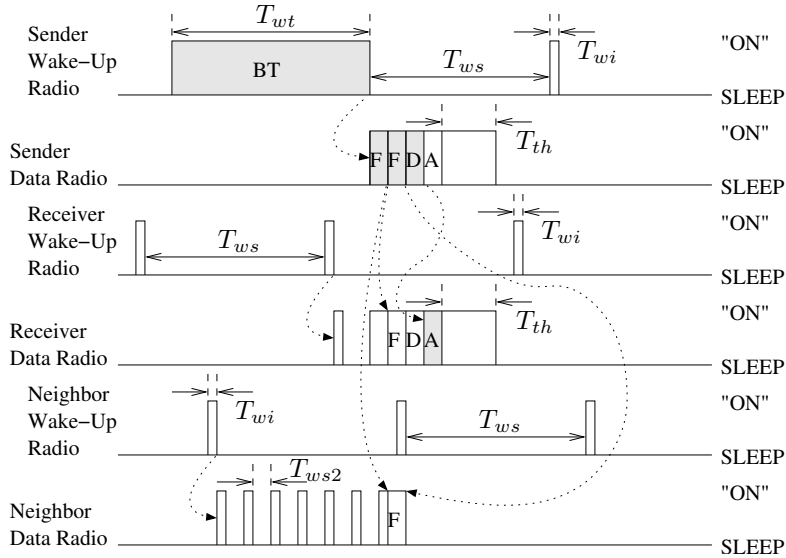 Sender
Wake–Up
Radio
T_wt
BT
T_ws
T_wi
"ON"
SLEEP
Sender
Data Radio
F F D A
T_th
"ON"
SLEEP
Receiver
Wake–Up
Radio
T_ws
T_wi
"ON"
SLEEP
Receiver
Data Radio
F D A
T_th
"ON"
SLEEP
Neighbor
Wake–Up
Radio
T_wi
T_ws
"ON"
SLEEP
Neighbor
Data Radio
T_ws2
F
"ON"
SLEEP